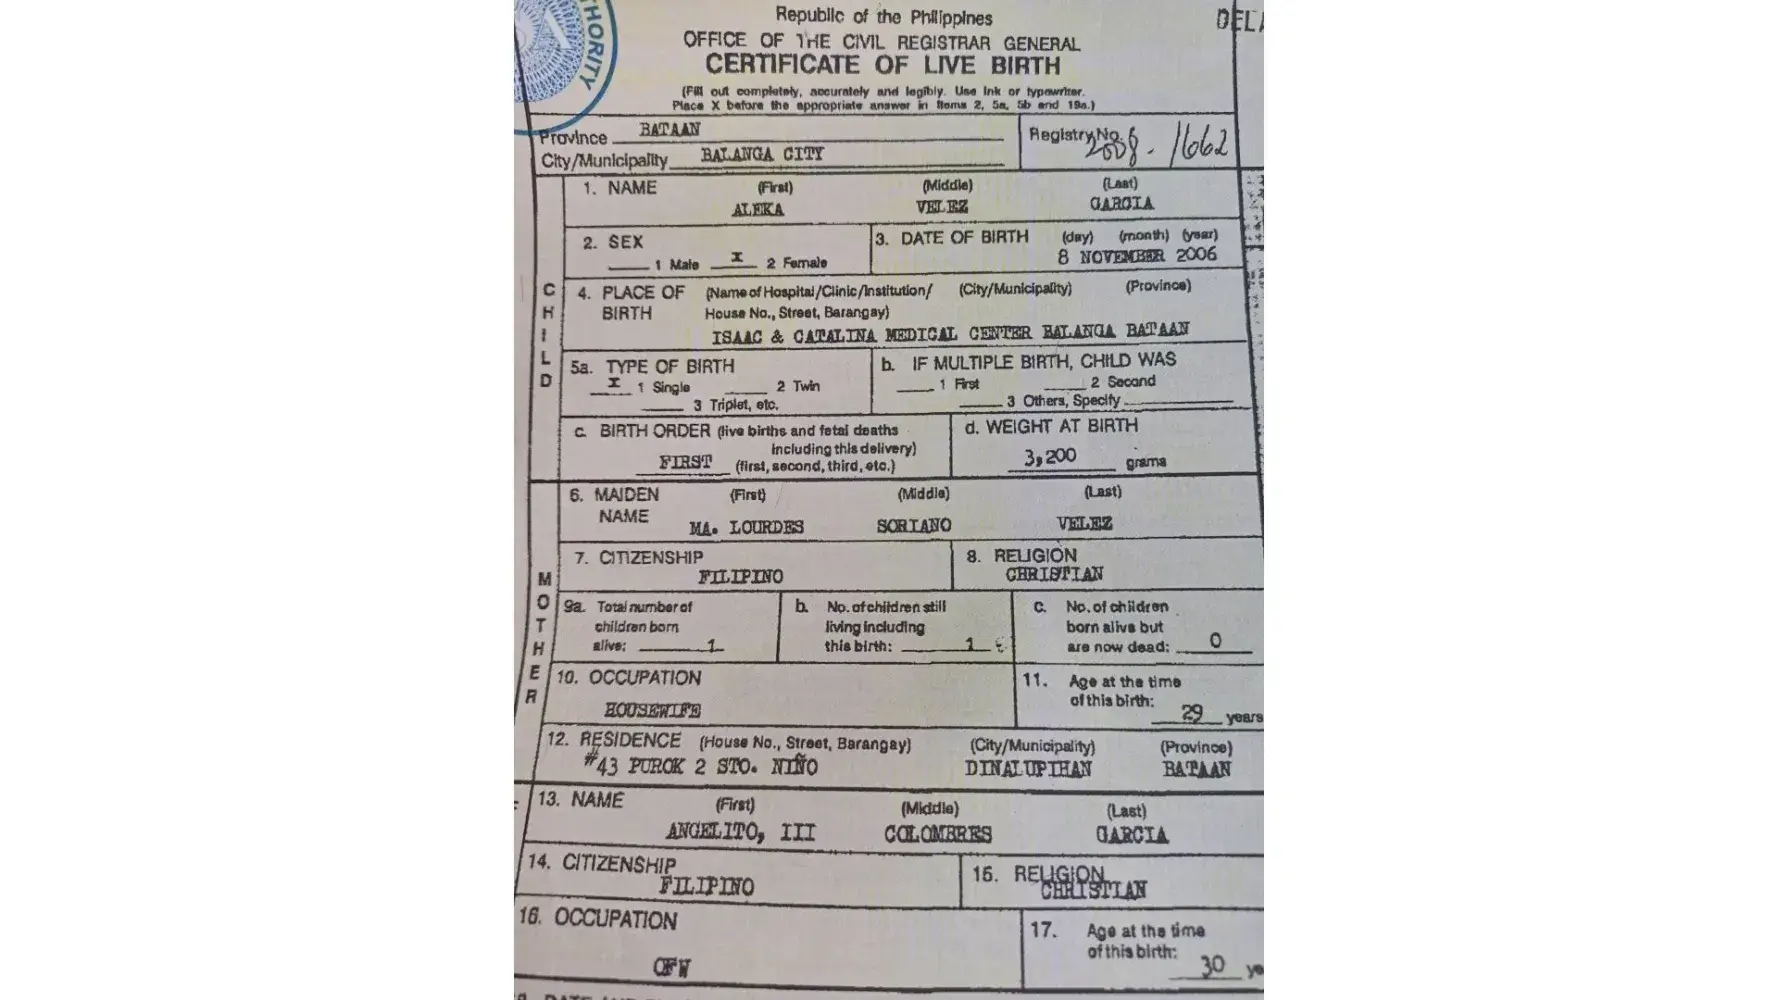 THORITY
DELA
Republic of the Philippines
OFFICE OF THE CIVIL REGISTRAR GENERAL
CERTIFICATE OF LIVE BIRTH
(Fill out completely, accurately and legibly. Use ink or typewriter.
Place X before the appropriate answer in Items 2, 5a, 5b and 19a.)
Province BATAAN
City/Municipality BALANGA CITY
Registry No. 2008-1662
CHILD
1. NAME (First) (Middle) (Last)
ALEKA VELEZ GARCIA
2. SEX
1 Male X 2 Female
3. DATE OF BIRTH (day) (month) (year)
8 NOVEMBER 2006
4. PLACE OF BIRTH (Name of Hospital/Clinic/Institution/ (City/Municipality) (Province)
House No., Street, Barangay)
ISAAC & CATALINA MEDICAL CENTER BALANGA BATAAN
5a. TYPE OF BIRTH
X 1 Single 2 Twin
3 Triplet, etc.
b. IF MULTIPLE BIRTH, CHILD WAS
1 First 2 Second
3 Others, Specify
c. BIRTH ORDER (live births and fetal deaths
including this delivery)
FIRST (first, second, third, etc.)
d. WEIGHT AT BIRTH
3,200 grams
MOTHER
6. MAIDEN NAME (First) (Middle) (Last)
MA. LOURDES SORIANO VELEZ
7. CITIZENSHIP
FILIPINO
8. RELIGION
CHRISTIAN
9a. Total number of
children born
alive: 1
b. No. of children still
living including
this birth: 1
c. No. of children
born alive but
are now dead: 0
10. OCCUPATION
HOUSEWIFE
11. Age at the time
of this birth:
29 years
12. RESIDENCE (House No., Street, Barangay) (City/Municipality) (Province)
#43 PUROK 2 STO. NIÑO DINALUPIHAN BATAAN
13. NAME (First) (Middle) (Last)
ANGELITO, III COLOMBRES GARCIA
14. CITIZENSHIP
FILIPINO
15. RELIGION
CHRISTIAN
16. OCCUPATION
OFW
17. Age at the time
of this birth:
30 ye